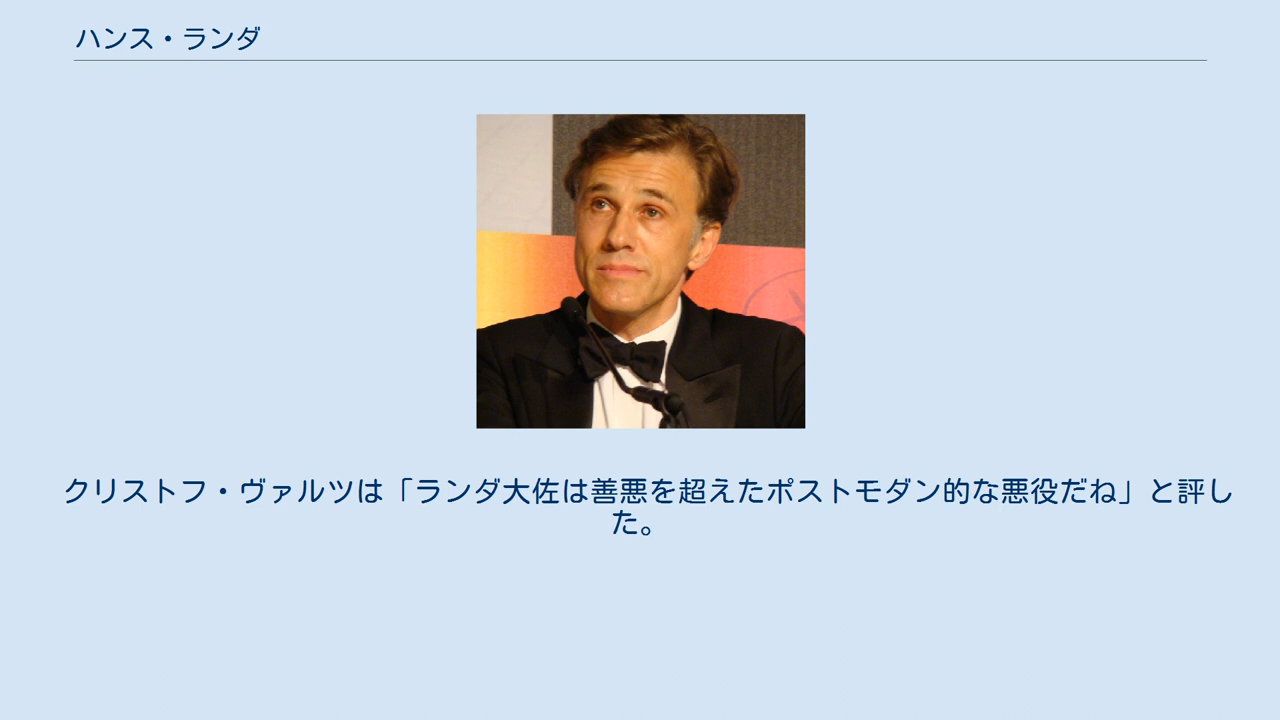 ハンス・ランダ
クリストフ・ヴァルツは「ランダ大佐は善悪を超えたポストモダン的な悪役だね」と評し
た。